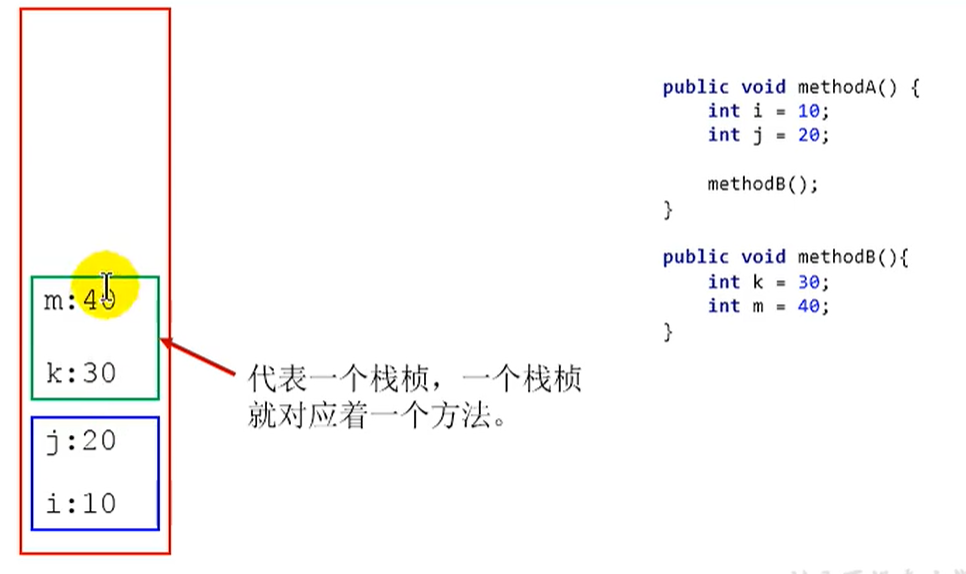 m:40
k:30
j:20
i:10
代表一个栈桢，一个栈桢
就对应着一个方法。
public void methodA() {
int i = 10;
int j = 20;
methodB();
}
public void methodB(){
int k = 30;
int m = 40;
}